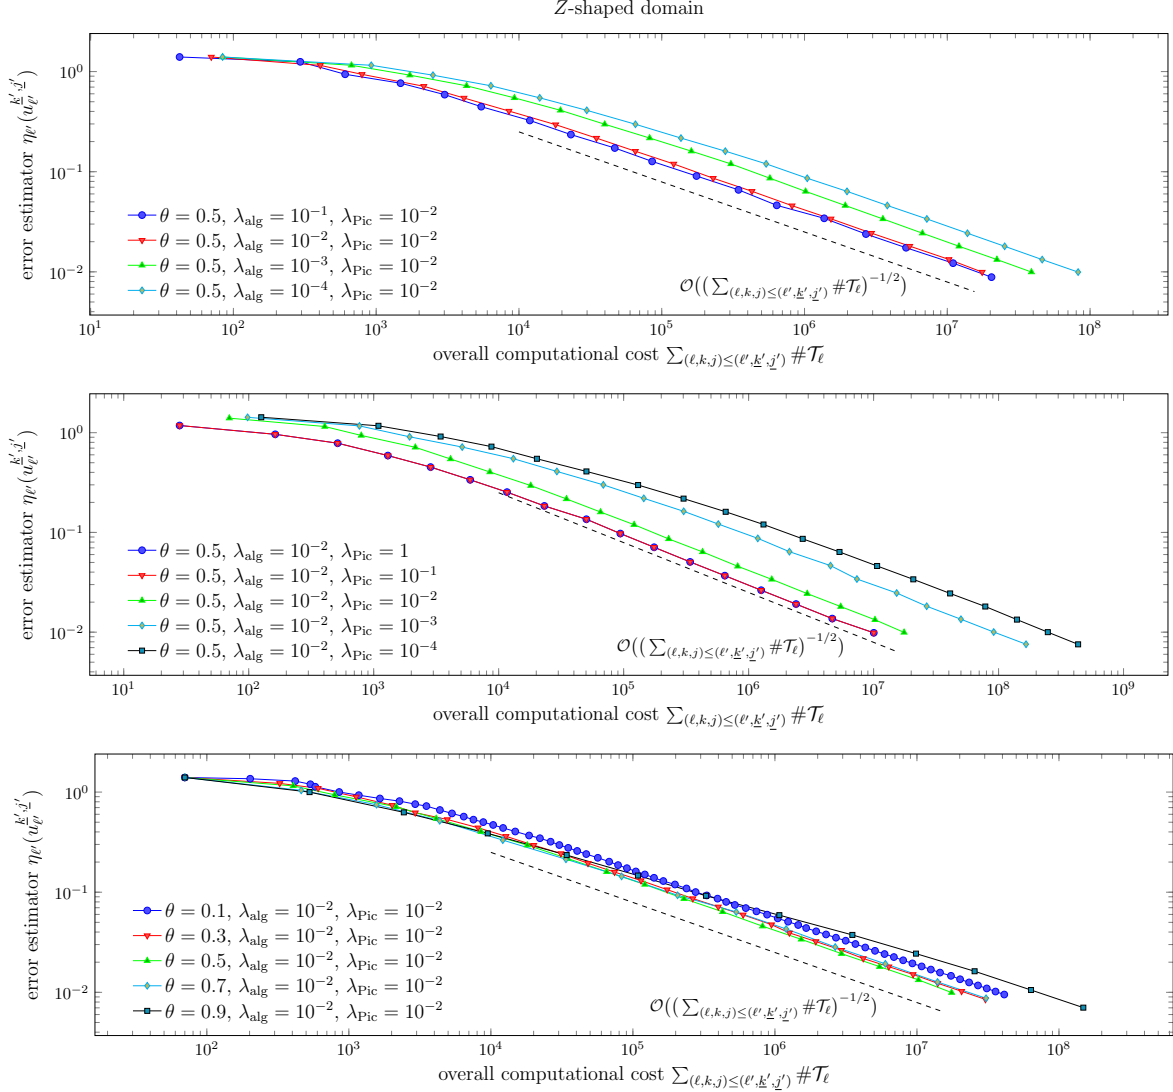 Z-shaped domain
error estimator η_{ℓ'}(u_{ℓ'}^{k',j'})
10^0
10^{−1}
10^{−2}
θ = 0.5, λ_alg = 10^{−1}, λ_Pic = 10^{−2}
θ = 0.5, λ_alg = 10^{−2}, λ_Pic = 10^{−2}
θ = 0.5, λ_alg = 10^{−3}, λ_Pic = 10^{−2}
θ = 0.5, λ_alg = 10^{−4}, λ_Pic = 10^{−2}
O((∑_{(ℓ,k,j)≤(ℓ',k',j')} #T_ℓ)^{−1/2})
10^1 10^2 10^3 10^4 10^5 10^6 10^7 10^8
overall computational cost ∑_{(ℓ,k,j)≤(ℓ',k',j')} #T_ℓ
error estimator η_{ℓ'}(u_{ℓ'}^{k',j'})
10^0
10^{−1}
10^{−2}
θ = 0.5, λ_alg = 10^{−2}, λ_Pic = 1
θ = 0.5, λ_alg = 10^{−2}, λ_Pic = 10^{−1}
θ = 0.5, λ_alg = 10^{−2}, λ_Pic = 10^{−2}
θ = 0.5, λ_alg = 10^{−2}, λ_Pic = 10^{−3}
θ = 0.5, λ_alg = 10^{−2}, λ_Pic = 10^{−4}
O((∑_{(ℓ,k,j)≤(ℓ',k',j')} #T_ℓ)^{−1/2})
10^1 10^2 10^3 10^4 10^5 10^6 10^7 10^8 10^9
overall computational cost ∑_{(ℓ,k,j)≤(ℓ',k',j')} #T_ℓ
error estimator η_{ℓ'}(u_{ℓ'}^{k',j'})
10^0
10^{−1}
10^{−2}
θ = 0.1, λ_alg = 10^{−2}, λ_Pic = 10^{−2}
θ = 0.3, λ_alg = 10^{−2}, λ_Pic = 10^{−2}
θ = 0.5, λ_alg = 10^{−2}, λ_Pic = 10^{−2}
θ = 0.7, λ_alg = 10^{−2}, λ_Pic = 10^{−2}
θ = 0.9, λ_alg = 10^{−2}, λ_Pic = 10^{−2}
O((∑_{(ℓ,k,j)≤(ℓ',k',j')} #T_ℓ)^{−1/2})
10^2 10^3 10^4 10^5 10^6 10^7 10^8
overall computational cost ∑_{(ℓ,k,j)≤(ℓ',k',j')} #T_ℓ